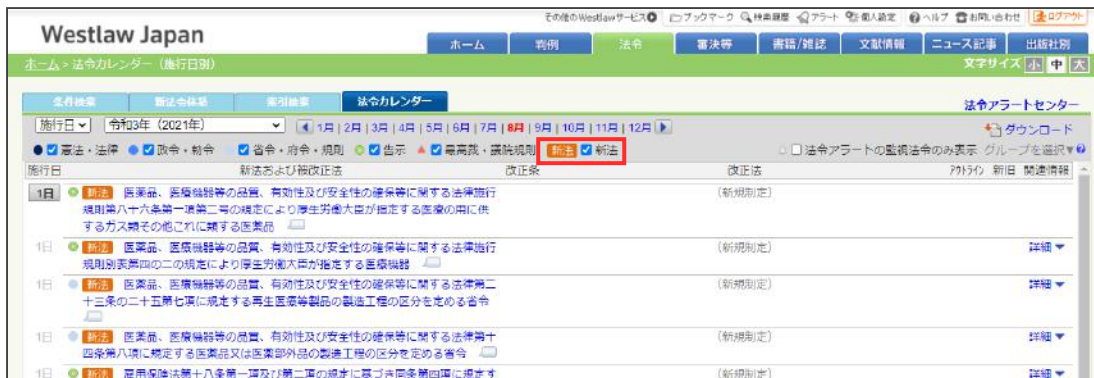 その他のWestlawサービス ブックマーク 検索履歴 アラート 個人設定 ヘルプ お問い合わせ ログアウト
Westlaw Japan
ホーム 判例 法令 審決等 書籍/雑誌 文献情報 ニュース記事 出版社別
ホーム > 法令カレンダー（施行日別） 文字サイズ 小 中 大
条件検索 新法令体系 索引検索 法令カレンダー 法令アラートセンター
施行日 令和3年（2021年） 1月 | 2月 | 3月 | 4月 | 5月 | 6月 | 7月 | 8月 | 9月 | 10月 | 11月 | 12月 ダウンロード
憲法・法律 政令・勅令 省令・府令・規則 告示 最高裁・議院規則 新法 新法 法令アラートの監視法令のみ表示 グループを選択▼
施行日 新法および被改正法 改正条 改正法 アウトライン 新旧 関連情報
1日 新法 医薬品、医療機器等の品質、有効性及び安全性の確保等に関する法律施行 （新規制定）
規則第八十六条第一項第二号の規定により厚生労働大臣が指定する医療の用に供
するガス類その他これに類する医薬品
1日 新法 医薬品、医療機器等の品質、有効性及び安全性の確保等に関する法律施行 （新規制定） 詳細▼
規則別表第四の二の規定により厚生労働大臣が指定する医療機器
1日 新法 医薬品、医療機器等の品質、有効性及び安全性の確保等に関する法律第二 （新規制定） 詳細▼
十三条の二十五第七項に規定する再生医療等製品の製造工程の区分を定める省令
1日 新法 医薬品、医療機器等の品質、有効性及び安全性の確保等に関する法律第十 （新規制定） 詳細▼
四条第八項に規定する医薬品又は医薬部外品の製造工程の区分を定める省令
1日 新法 雇用保険法第十八条第一項及び第二項の規定に基づき同条第四項に規定す （新規制定） 詳細▼